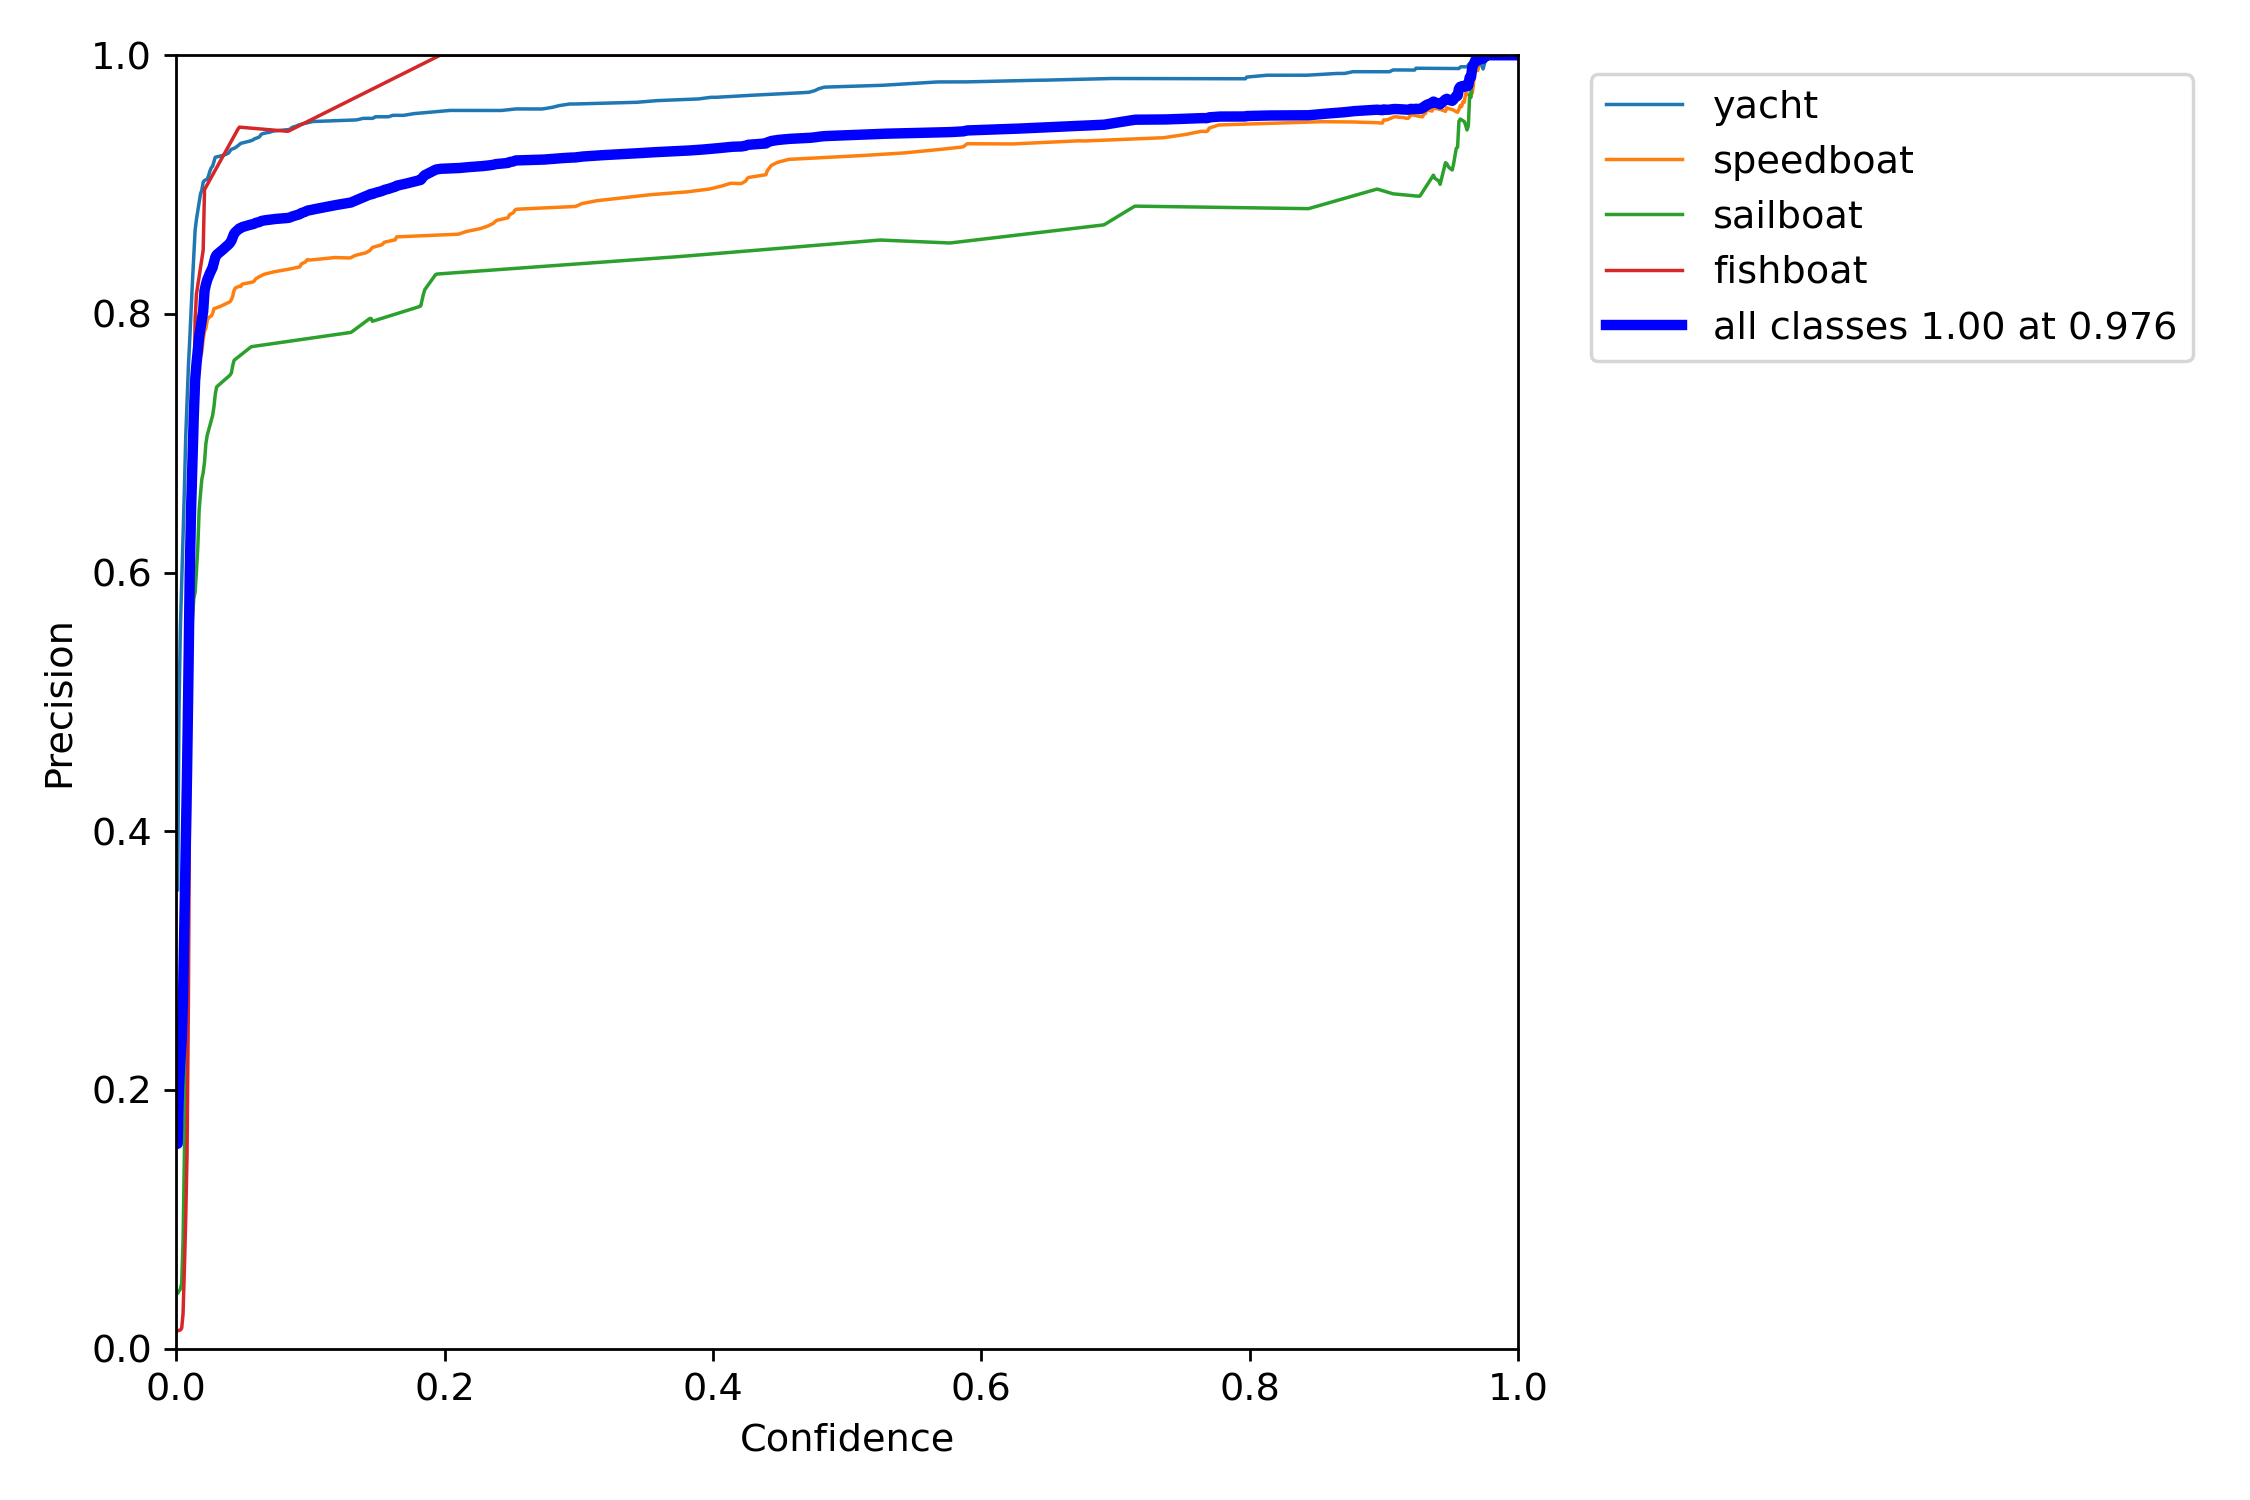 1.0
0.8
0.6
0.4
0.2
0.0
Precision
0.0 0.2 0.4 0.6 0.8 1.0
Confidence
yacht
speedboat
sailboat
fishboat
all classes 1.00 at 0.976